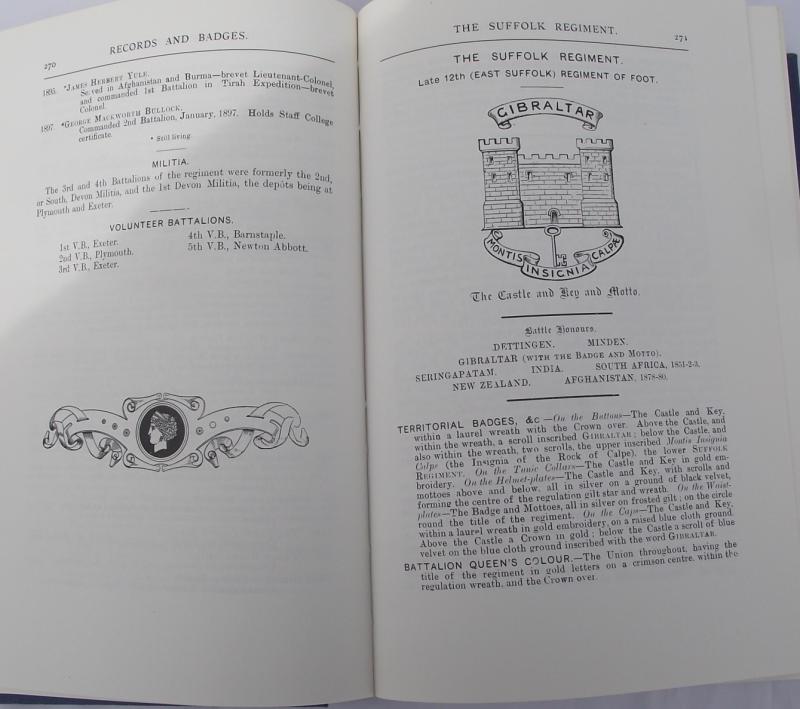 270
RECORDS AND BADGES.
1895. *JAMES HERBERT YULE.
Served in Afghanistan and Burma—brevet Lieutenant-Colonel,
and commanded 1st Battalion in Tirah Expedition—brevet
Colonel.
1897. *GEORGE MACKWORTH BULLOCK.
Commanded 2nd Battalion, January, 1897. Holds Staff College
certificate.
* Still living.
MILITIA.
The 3rd and 4th Battalions of the regiment were formerly the 2nd,
or South, Devon Militia, and the 1st Devon Militia, the depôts being at
Plymouth and Exeter.
VOLUNTEER BATTALIONS.
1st V.B., Exeter.
2nd V.B., Plymouth.
3rd V.B., Exeter.
4th V.B., Barnstaple.
5th V.B., Newton Abbott.
THE SUFFOLK REGIMENT.
271
THE SUFFOLK REGIMENT.
LATE 12TH (EAST SUFFOLK) REGIMENT OF FOOT.
GIBRALTAR
MONTIS INSIGNIA CALPÆ
The Castle and Key and Motto.
Battle Honours.
DETTINGEN. MINDEN.
GIBRALTAR (WITH THE BADGE AND MOTTO).
SERINGAPATAM. INDIA. SOUTH AFRICA, 1851-2-3.
NEW ZEALAND. AFGHANISTAN, 1878-80.
TERRITORIAL BADGES, &c.—On the Buttons—The Castle and Key,
within a laurel wreath with the Crown over. Above the Castle, and
within the wreath, a scroll inscribed GIBRALTAR; below the Castle, and
also within the wreath, two scrolls, the upper inscribed Montis Insignia
Calpe (the Insignia of the Rock of Calpe), the lower SUFFOLK
REGIMENT. On the Tunic Collars—The Castle and Key in gold em-
broidery. On the Helmet-plates—The Castle and Key, with scrolls and
mottoes above and below, all in silver on a ground of black velvet,
forming the centre of the regulation gilt star and wreath. On the Waist-
plates—The Badge and Mottoes, all in silver on frosted gilt; on the circle
round the title of the regiment. On the Caps—The Castle and Key,
within a laurel wreath in gold embroidery, on a raised blue cloth ground.
Above the Castle a Crown in gold; below the Castle a scroll of blue
velvet on the blue cloth ground inscribed with the word GIBRALTAR.
BATTALION QUEEN'S COLOUR.—The Union throughout, having the
title of the regiment in gold letters on a crimson centre, within the
regulation wreath, and the Crown over.